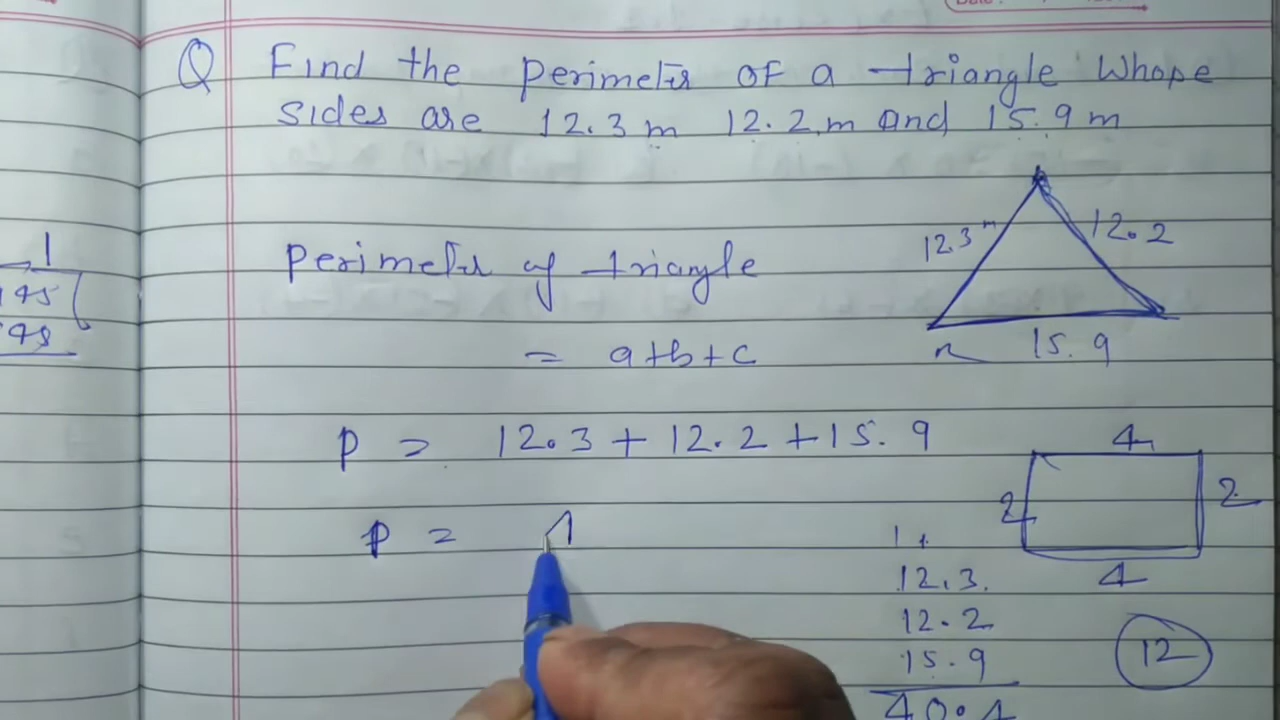 Q Find the perimeter of a triangle Whose
sides are 12.3 m 12.2 m and 15.9 m
12.3 m
12.2
15.9
perimeter of triangle
= a+b+c
P = 12.3 + 12.2 + 15.9
P =
4
2
2
4
12
1 1
12.3
12.2
15.9
40.4
1